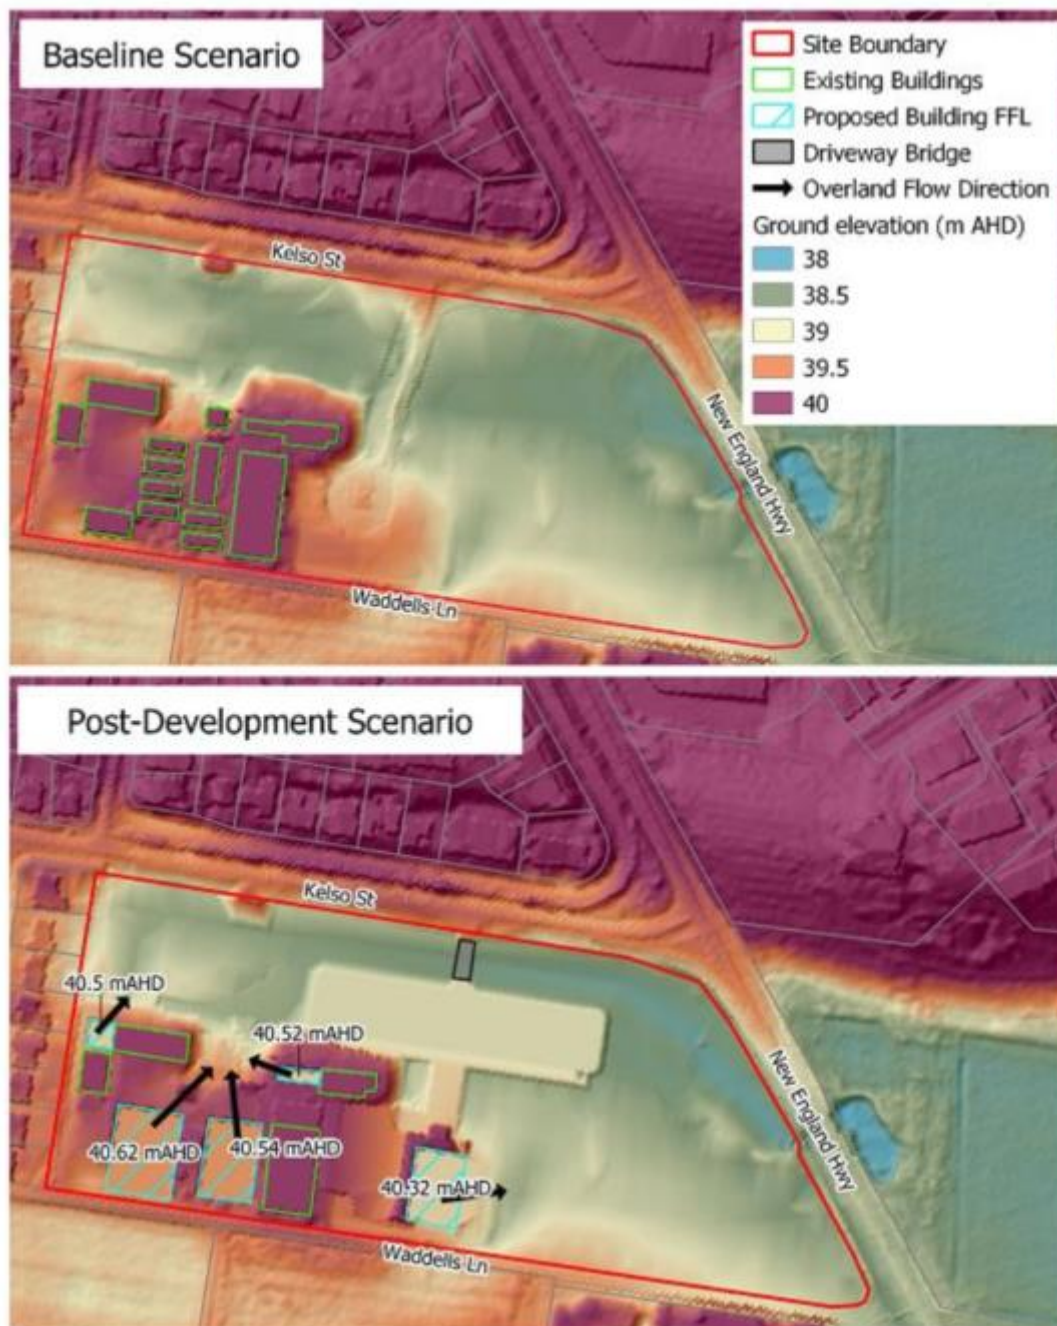 Baseline Scenario
Site Boundary
Existing Buildings
Proposed Building FFL
Driveway Bridge
Overland Flow Direction
Ground elevation (m AHD)
38
38.5
39
39.5
40
Kelso St
New England Hwy
Waddells Ln
Post-Development Scenario
Kelso St
40.5 mAHD
40.52 mAHD
40.62 mAHD
40.54 mAHD
40.32 mAHD
New England Hwy
Waddells Ln